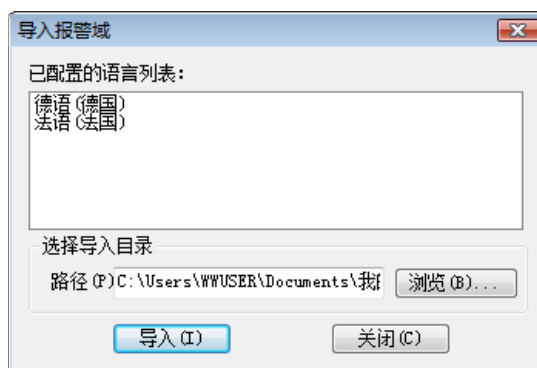 导入报警域
已配置的语言列表:
德语(德国)
法语(法国)
选择导入目录
路径(P) C:\Users\WWUSER\Documents\我
浏览(B)...
导入(I)
关闭(C)